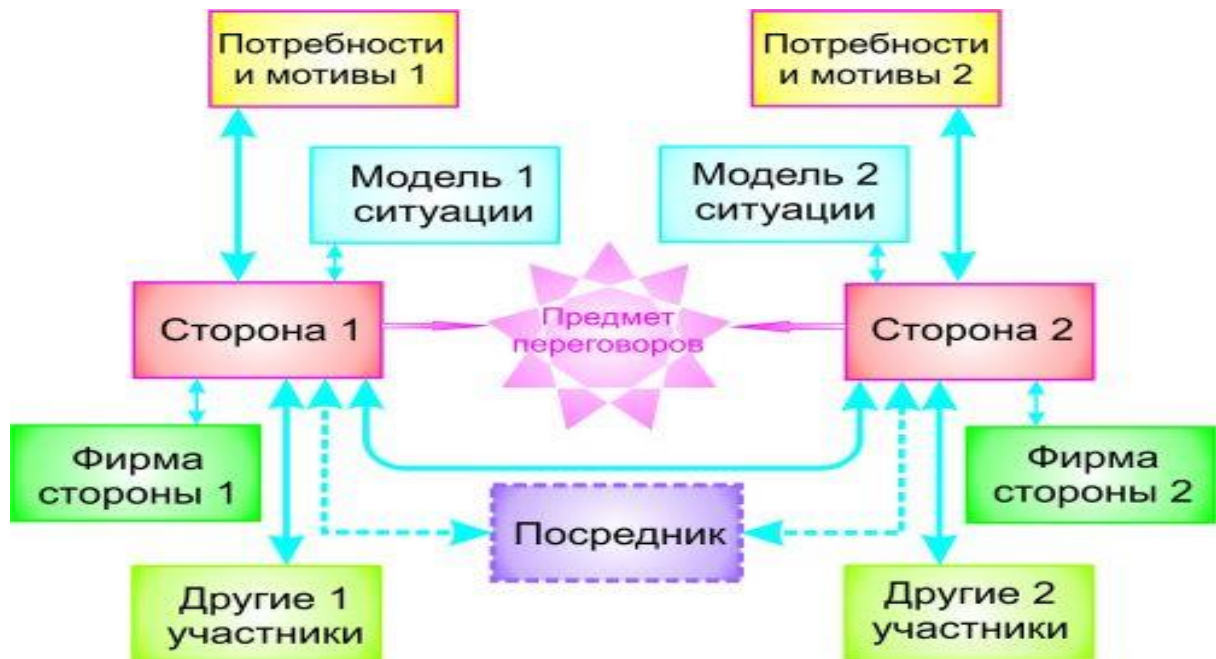 Потребности
и мотивы 1
Потребности
и мотивы 2
Модель 1
ситуации
Модель 2
ситуации
Сторона 1
Предмет
переговоров
Сторона 2
Фирма
стороны 1
Посредник
Фирма
стороны 2
Другие 1
участники
Другие 2
участники